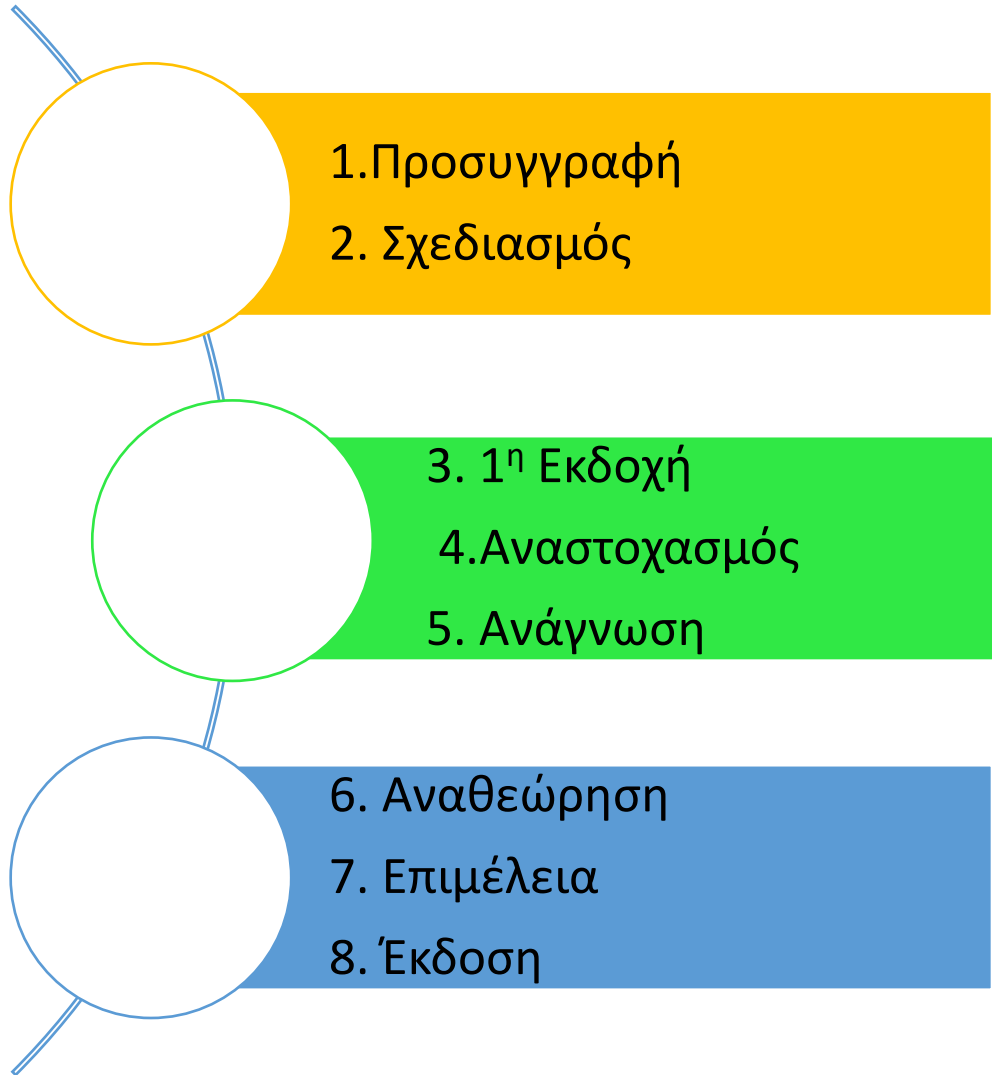 1.Προσυγγραφή
2. Σχεδιασμός
3. 1η Εκδοχή
4.Αναστοχασμός
5. Ανάγνωση
6. Αναθεώρηση
7. Επιμέλεια
8. Έκδοση